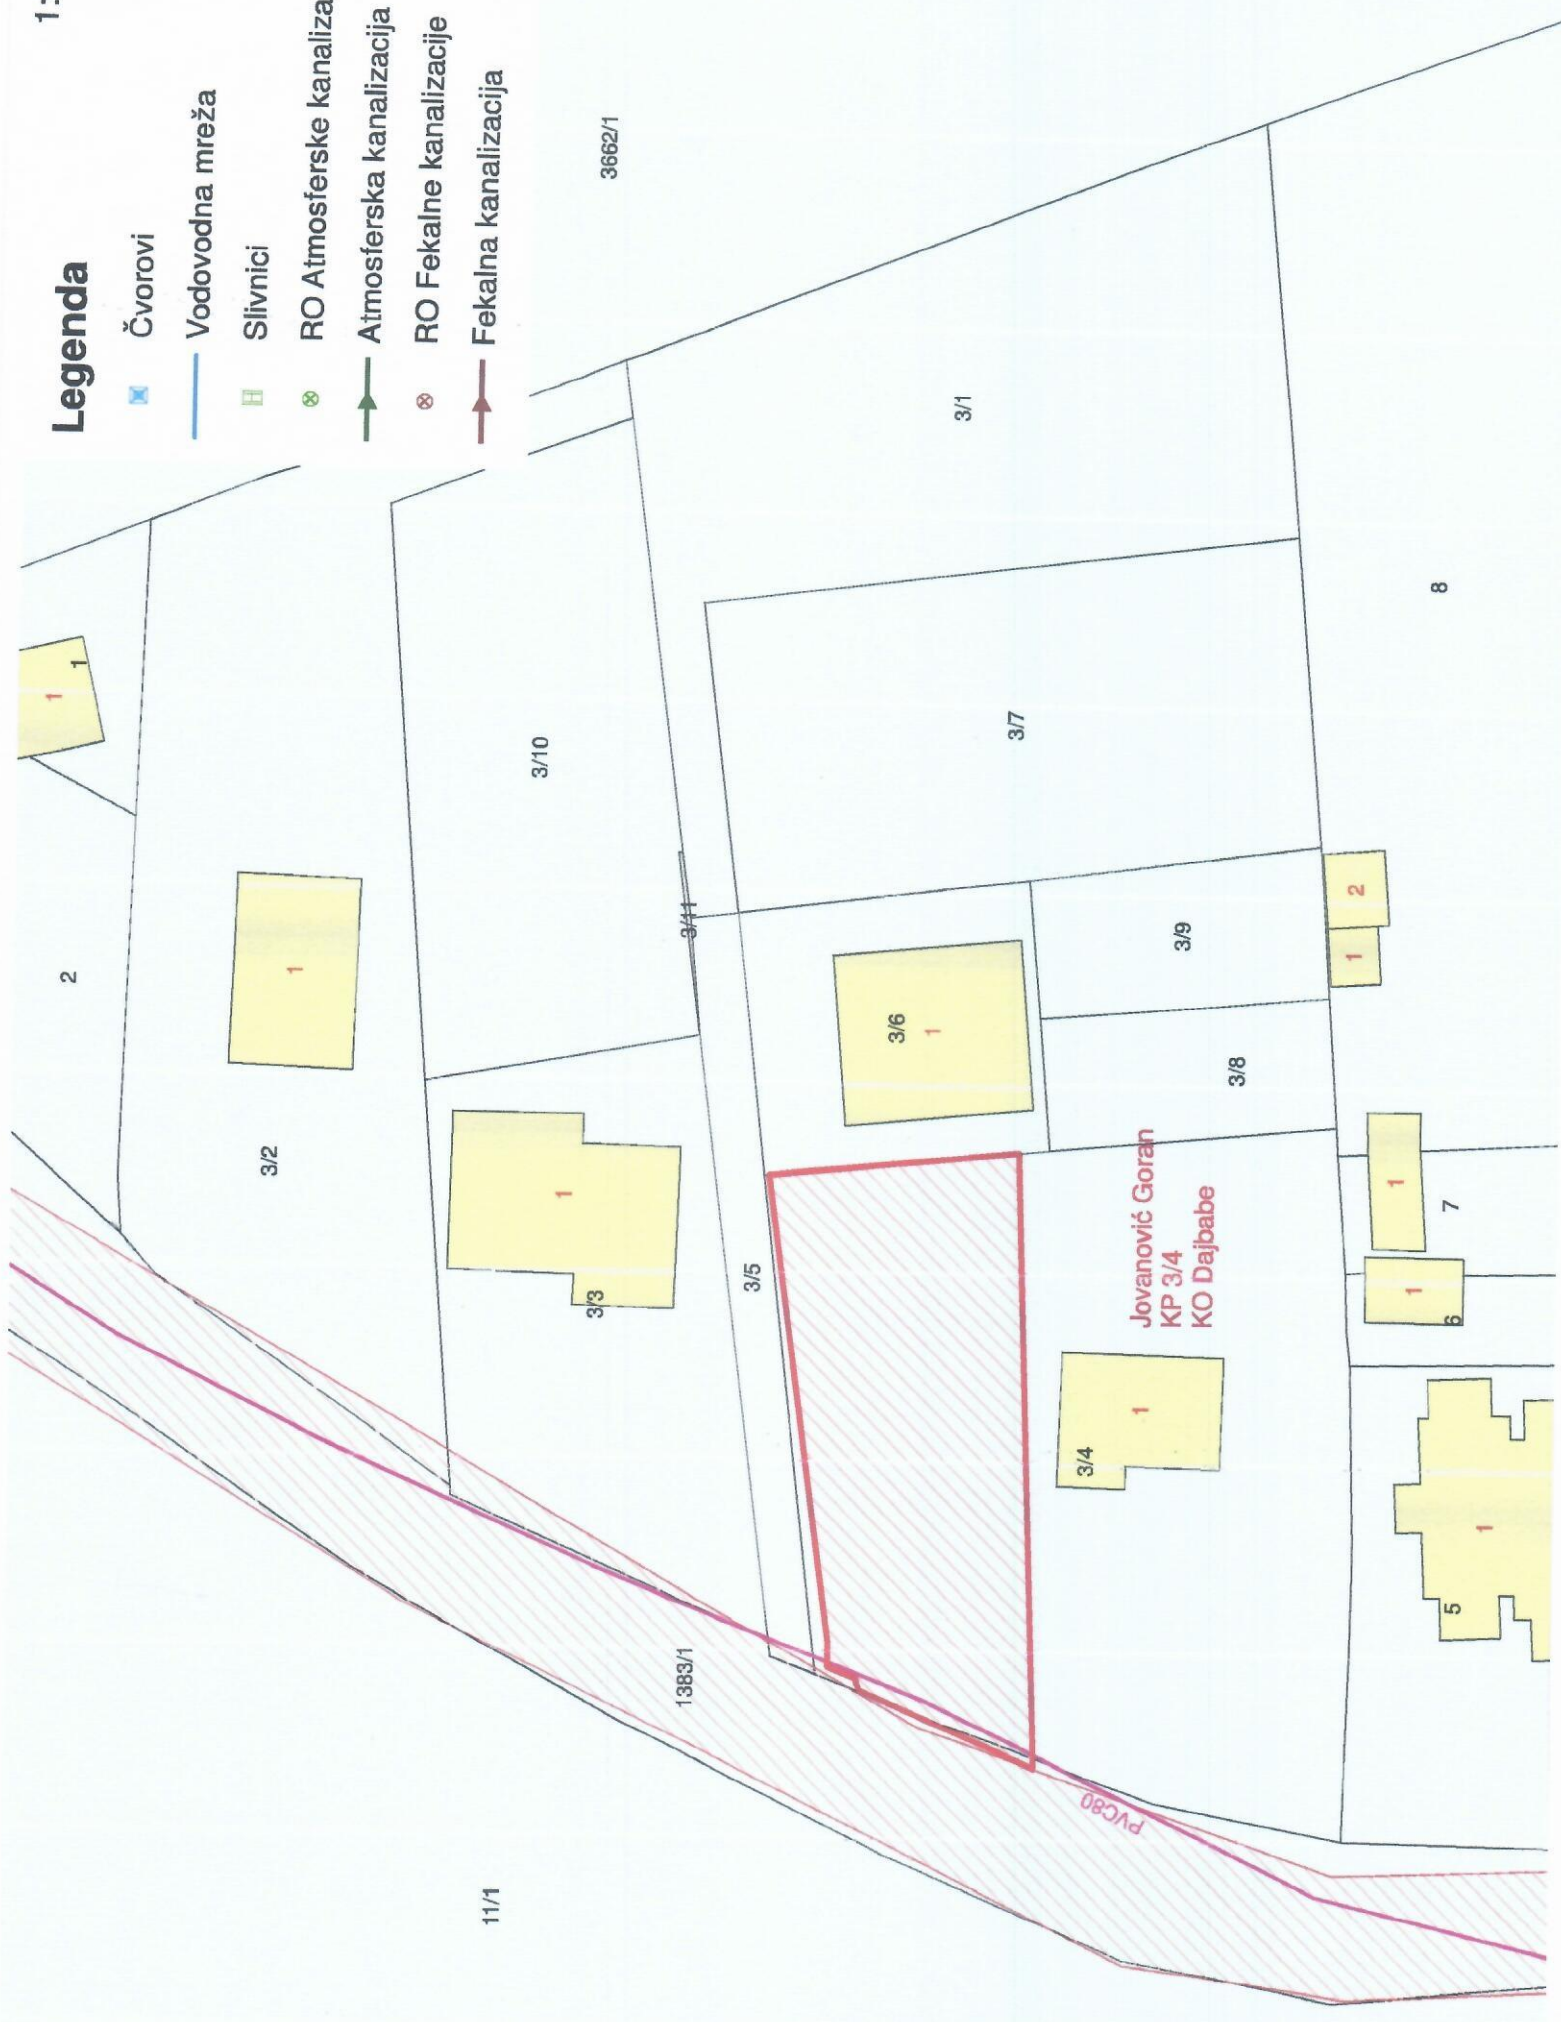 1:
Legenda
Čvorovi
Vodovodna mreža
Slivnici
RO Atmosferske kanaliza
Atmosferska kanalizacija
RO Fekalne kanalizacije
Fekalna kanalizacija
3662/1
1
1
2
1
3/2
3/10
3/11
3/1
3/7
8
1
3/3
3/5
3/6
1
3/9
3/8
2
1
Jovanović Goran
KP 3/4
KO Dajbabe
1
7
1
6
3/4
1
5
1
1383/1
PVC80
11/1